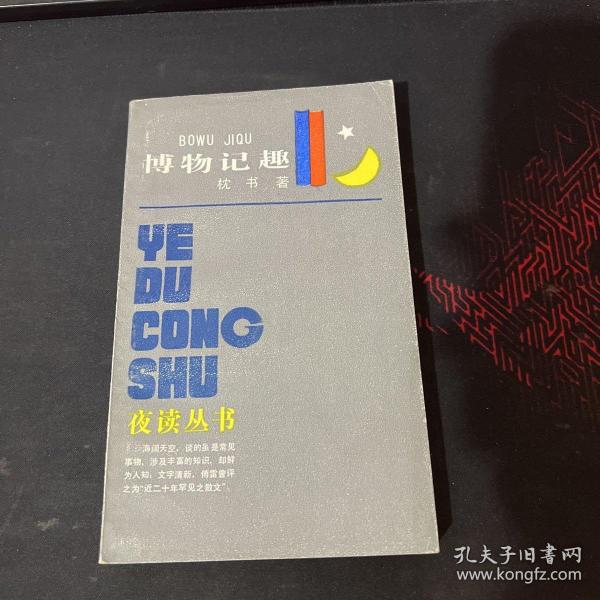 BOWU JIQU
博物记趣
枕书著
YE
DU
CONG
SHU
夜读丛书
海阔天空，谈的虽是常见
事物，涉及丰富的知识，却鲜
为人知；文字清新，傅雷曾评
之为“近二十年罕见之散文”。
孔夫子旧书网
www.kongfz.com